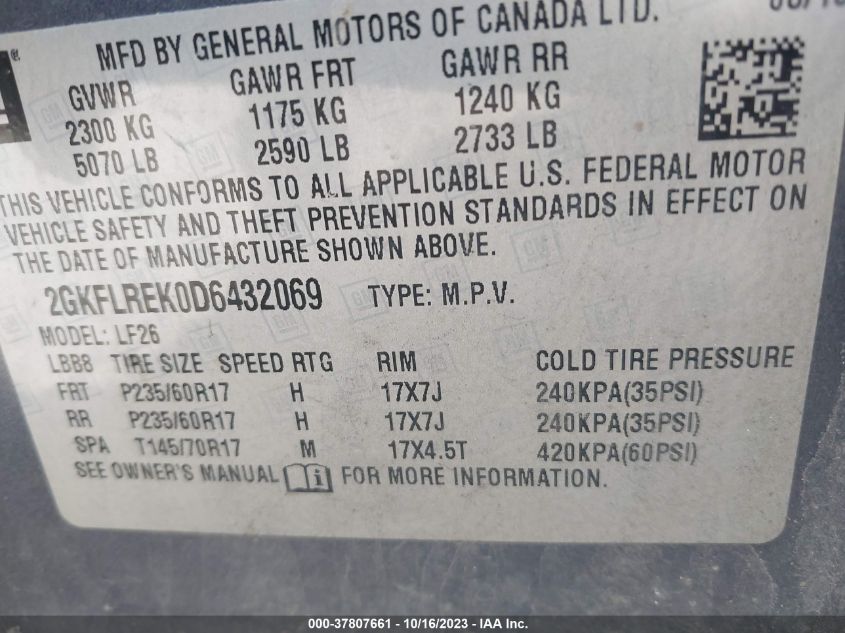 MFD BY GENERAL MOTORS OF CANADA LTD.
GVWR GAWR FRT GAWR RR
2300 KG 1175 KG 1240 KG
5070 LB 2590 LB 2733 LB
THIS VEHICLE CONFORMS TO ALL APPLICABLE U.S. FEDERAL MOTOR
VEHICLE SAFETY AND THEFT PREVENTION STANDARDS IN EFFECT ON
THE DATE OF MANUFACTURE SHOWN ABOVE.
2GKFLREK0D6432069 TYPE: M.P.V.
MODEL: LF26
LBB8 TIRE SIZE SPEED RTG RIM COLD TIRE PRESSURE
FRT P235/60R17 H 17X7J 240KPA(35PSI)
RR P235/60R17 H 17X7J 240KPA(35PSI)
SPA T145/70R17 M 17X4.5T 420KPA(60PSI)
SEE OWNER'S MANUAL i FOR MORE INFORMATION.
000-37807661 - 10/16/2023 - IAA Inc.